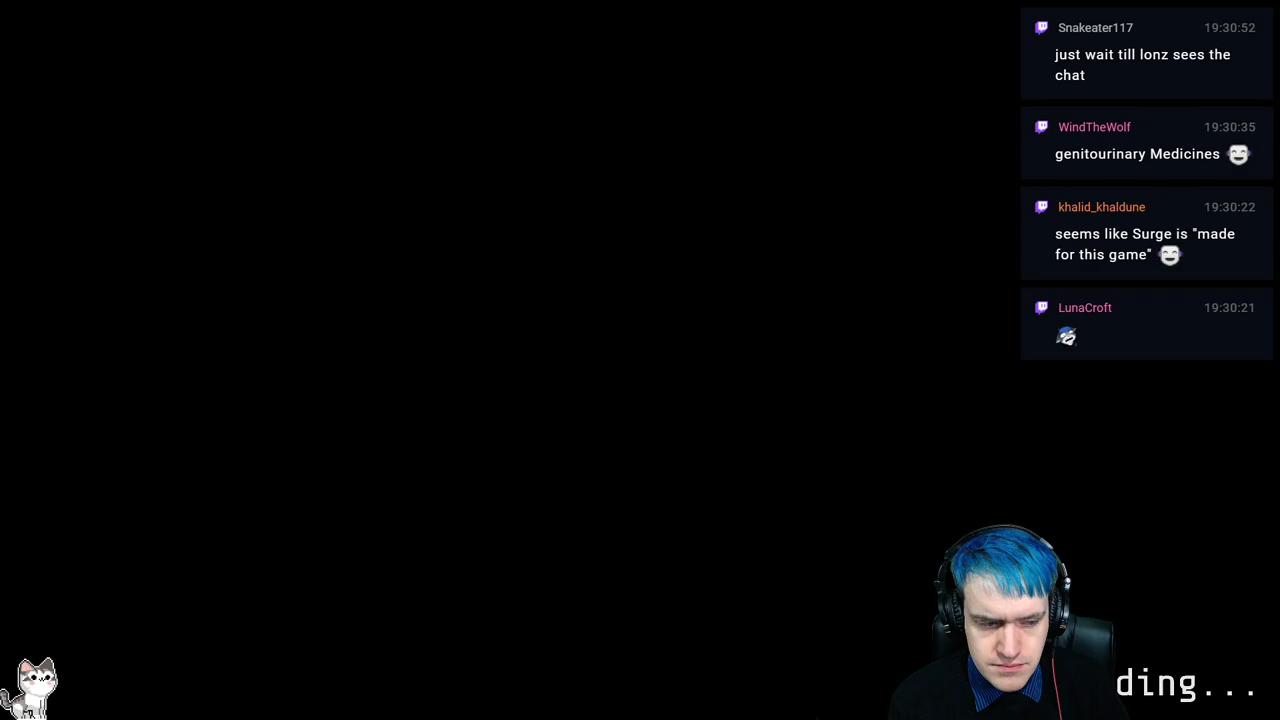 Snakeater117 19:30:52
just wait till lonz sees the
chat
WindTheWolf 19:30:35
genitourinary Medicines
khalid_khaldune 19:30:22
seems like Surge is "made
for this game"
LunaCroft 19:30:21
ding...